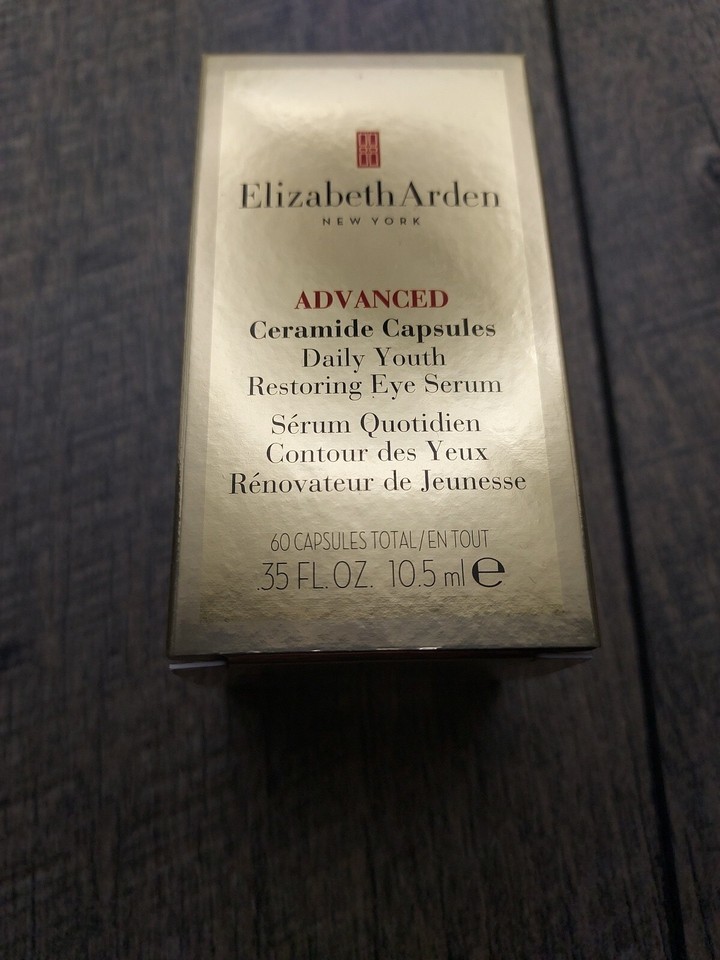 Elizabeth Arden
NEW YORK
ADVANCED
Ceramide Capsules
Daily Youth
Restoring Eye Serum
Sérum Quotidien
Contour des Yeux
Rénovateur de Jeunesse
60 CAPSULES TOTAL/EN TOUT
.35 FL. OZ. 10.5 ml e